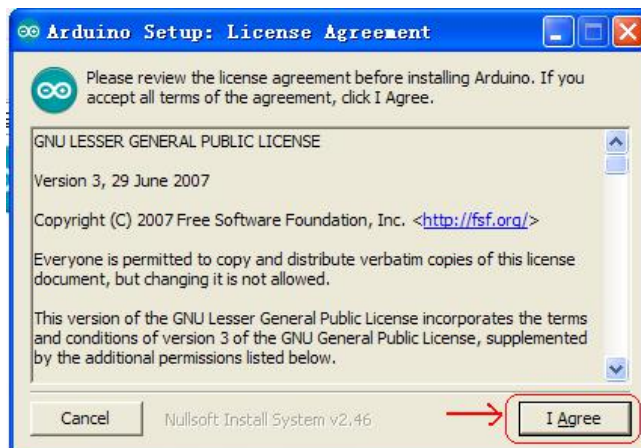 Arduino Setup: License Agreement
Please review the license agreement before installing Arduino. If you
accept all terms of the agreement, click I Agree.
GNU LESSER GENERAL PUBLIC LICENSE
Version 3, 29 June 2007
Copyright (C) 2007 Free Software Foundation, Inc. <http://fsf.org/>
Everyone is permitted to copy and distribute verbatim copies of this license
document, but changing it is not allowed.
This version of the GNU Lesser General Public License incorporates the terms
and conditions of version 3 of the GNU General Public License, supplemented
by the additional permissions listed below.
Cancel
Nullsoft Install System v2.46
I Agree